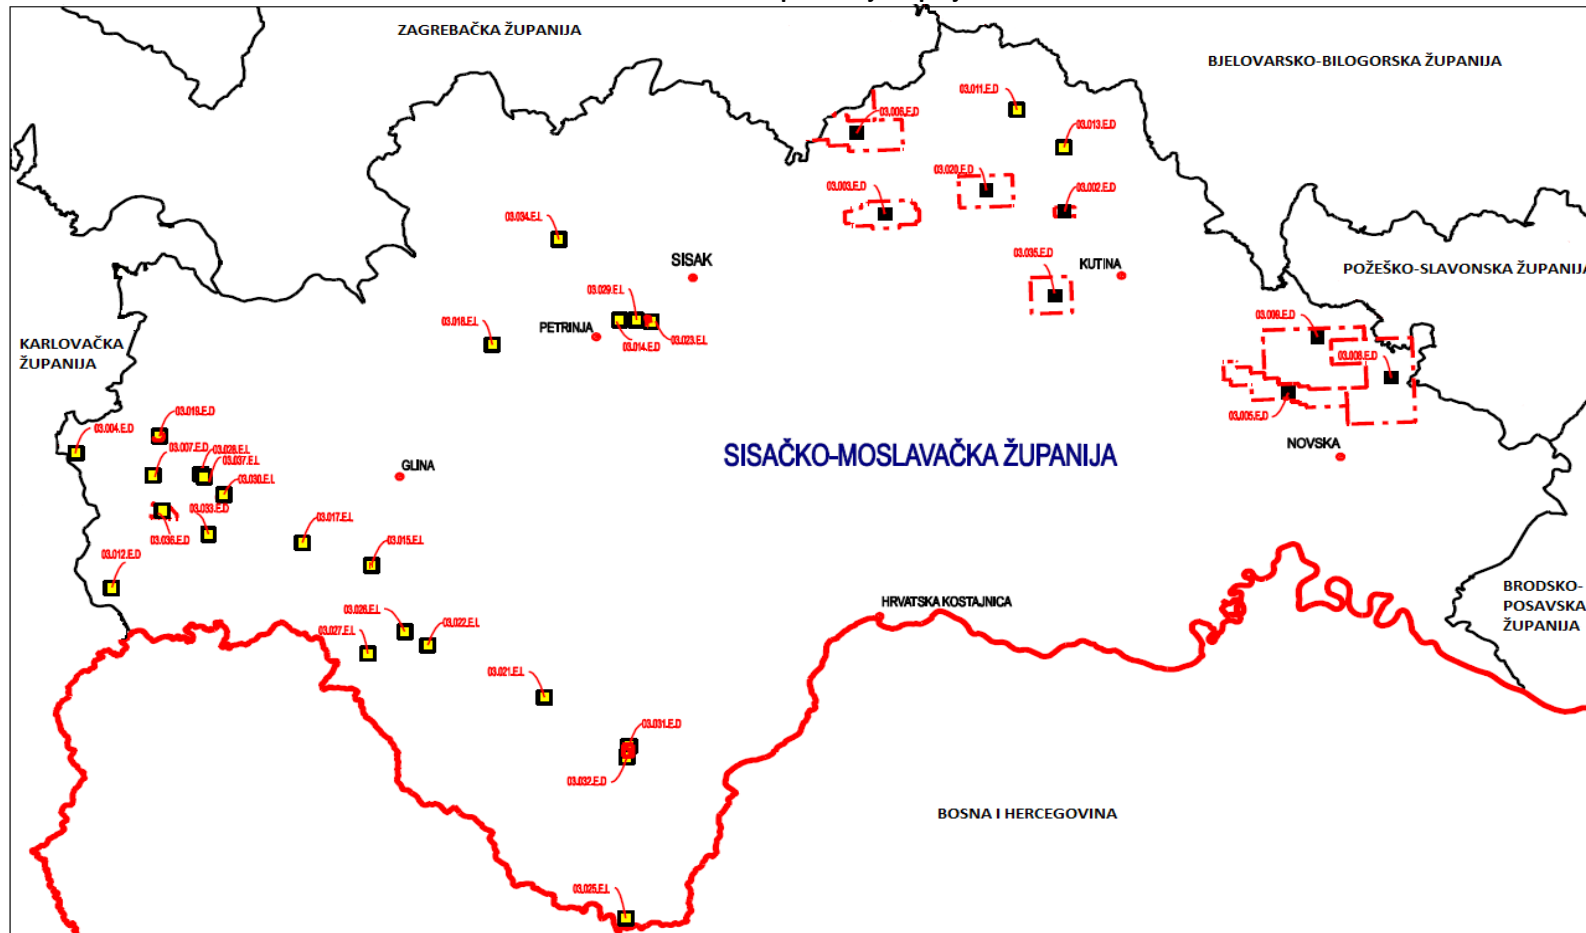 ZAGREBAČKA ŽUPANIJA
BJELOVARSKO-BILOGORSKA ŽUPANIJA
03.011.E.D
03.006.E.D
03.013.E.D
03.020.E.D
03.003.E.D
03.002.E.D
03.034.E.L
SISAK
03.035.E.D
KUTINA
POŽEŠKO-SLAVONSKA ŽUPANIJA
03.029.E.L
03.018.E.L
PETRINJA
03.014.E.D
03.023.E.L
KARLOVAČKA
ŽUPANIJA
03.009.E.D
03.008.E.D
03.005.E.D
03.019.E.D
03.004.E.D
03.007.E.D
03.028.E.L
03.037.E.L
03.030.E.L
GLINA
SISAČKO-MOSLAVAČKA ŽUPANIJA
NOVSKA
03.033.E.D
03.036.E.D
03.017.E.L
03.015.E.L
03.012.E.D
HRVATSKA KOSTAJNICA
BRODSKO-
POSAVSKA
ŽUPANIJA
03.026.E.L
03.022.E.L
03.027.E.L
03.021.E.L
03.031.E.D
03.032.E.D
BOSNA I HERCEGOVINA
03.025.E.L